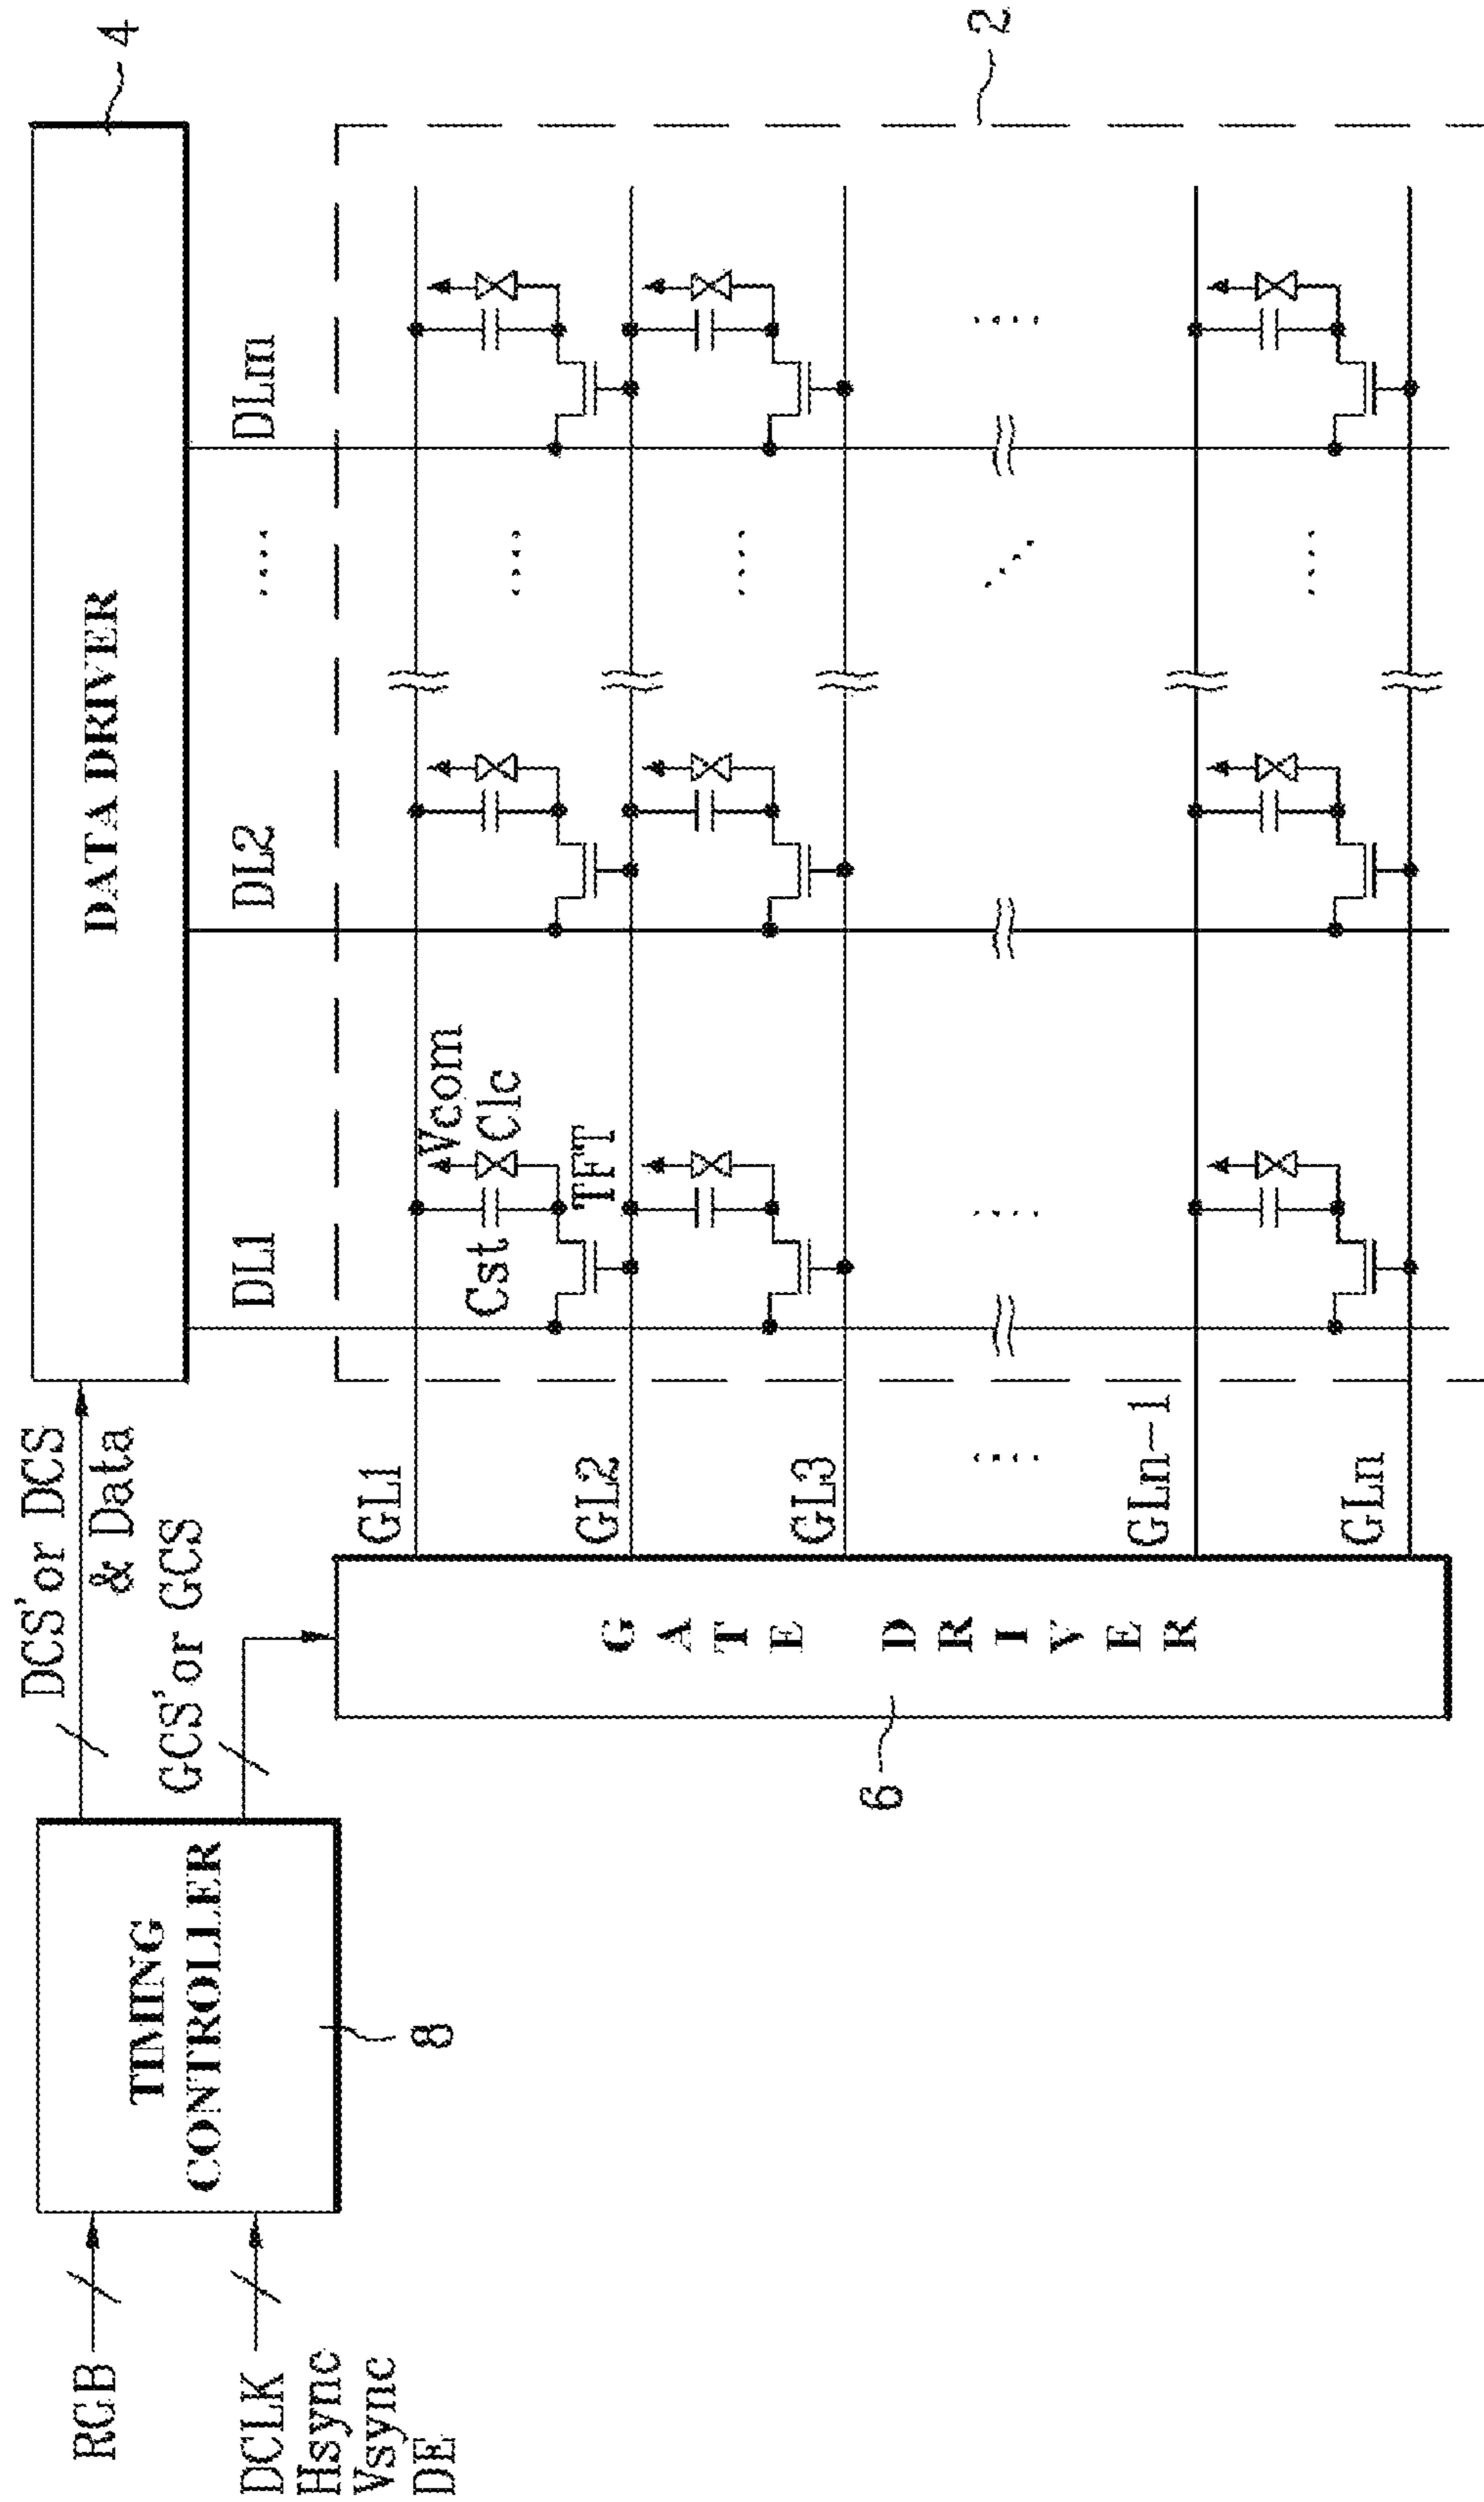 RGB
DCLK
Hsync
Vsync
DE
TIMING
CONTROLLER
8
DCS' or DCS
& Data
GCS' or GCS
DATA DRIVER
4
GATE DRIVER
6
DL1
DL2
....
DLm
GL1
GL2
GL3
GLn-1
GLn
Vcom
Clc
Cst
TFT
2